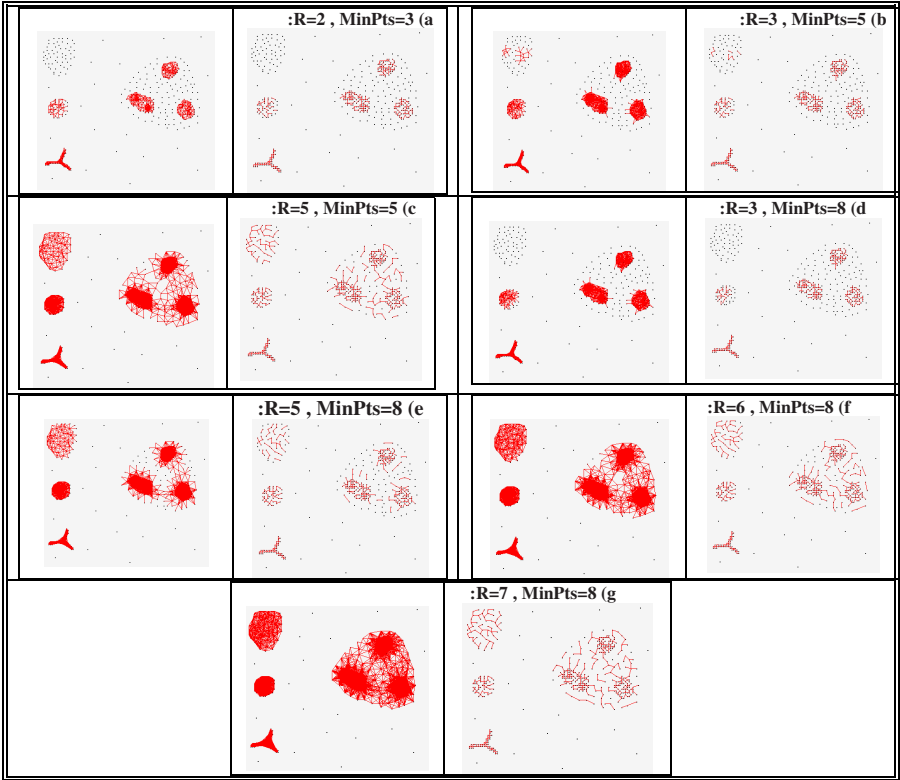 :R=2 , MinPts=3 (a
:R=3 , MinPts=5 (b
:R=5 , MinPts=5 (c
:R=3 , MinPts=8 (d
:R=5 , MinPts=8 (e
:R=6 , MinPts=8 (f
:R=7 , MinPts=8 (g